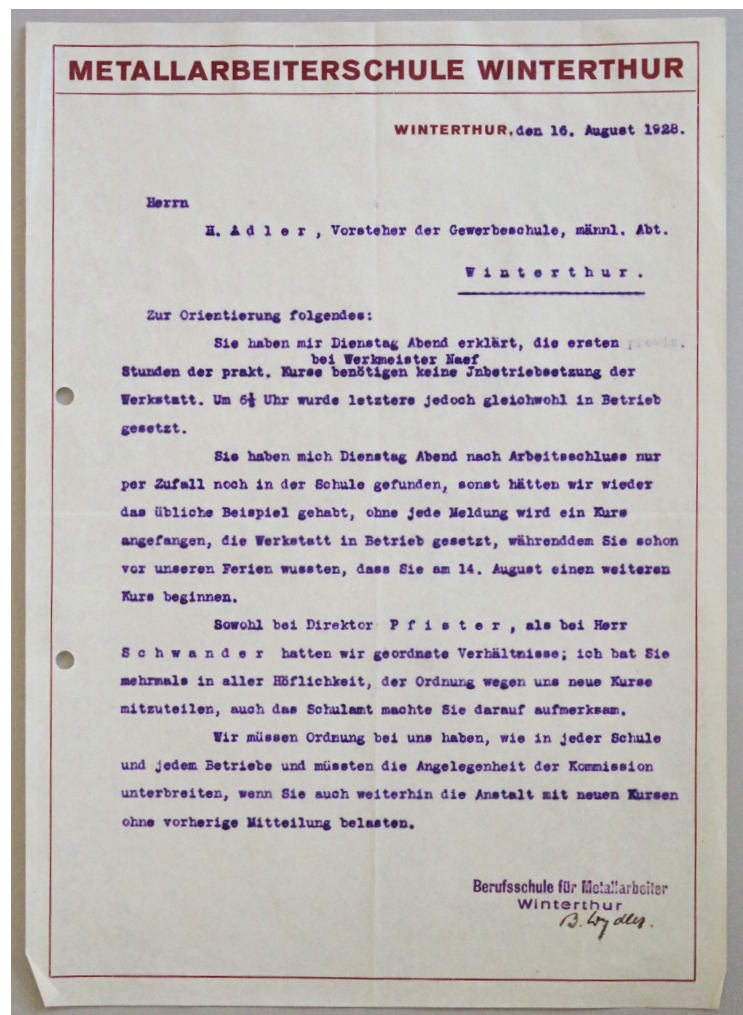 METALLARBEITERSCHULE WINTERTHUR
WINTERTHUR, den 16. August 1928.
Herrn
H. A d l e r , Vorsteher der Gewerbeschule, männl. Abt.
W i n t e r t h u r .
Zur Orientierung folgendes:
Sie haben mir Dienstag Abend erklärt, die ersten
bei Werkmeister Naef
Stunden der prakt. Kurse benötigen keine Jnbetriebsetzung der
Werkstatt. Um 6½ Uhr wurde letztere jedoch gleichwohl in Betrieb
gesetzt.
Sie haben mich Dienstag Abend nach Arbeitsschluss nur
per Zufall noch in der Schule gefunden, sonst hätten wir wieder
das übliche Beispiel gehabt, ohne jede Meldung wird ein Kurs
angefangen, die Werkstatt in Betrieb gesetzt, währenddem Sie schon
vor unseren Ferien wussten, dass Sie am 14. August einen weiteren
Kurs beginnen.
Sowohl bei Direktor P f i s t e r , als bei Herr
S c h w a n d e r hatten wir geordnete Verhältnisse; ich bat Sie
mehrmals in aller Höflichkeit, der Ordnung wegen uns neue Kurse
mitzuteilen, auch das Schulamt machte Sie darauf aufmerksam.
Wir müssen Ordnung bei uns haben, wie in jeder Schule
und jedem Betriebe und müssten die Angelegenheit der Kommission
unterbreiten, wenn Sie auch weiterhin die Anstalt mit neuen Kursen
ohne vorherige Mitteilung belasten.
Berufsschule für Metallarbeiter
Winterthur
B. Wydler.